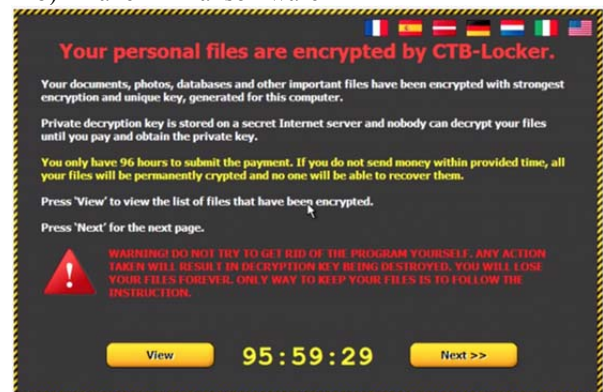 Your personal files are encrypted by CTB-Locker.
Your documents, photos, databases and other important files have been encrypted with strongest
encryption and unique key, generated for this computer.
Private decryption key is stored on a secret Internet server and nobody can decrypt your files
until you pay and obtain the private key.
You only have 96 hours to submit the payment. If you do not send money within provided time, all
your files will be permanently crypted and no one will be able to recover them.
Press 'View' to view the list of files that have been encrypted.
Press 'Next' for the next page.
WARNING! DO NOT TRY TO GET RID OF THE PROGRAM YOURSELF. ANY ACTION
TAKEN WILL RESULT IN DECRYPTION KEY BEING DESTROYED. YOU WILL LOSE
YOUR FILES FOREVER. ONLY WAY TO KEEP YOUR FILES IS TO FOLLOW THE
INSTRUCTION.
View
95:59:29
Next >>